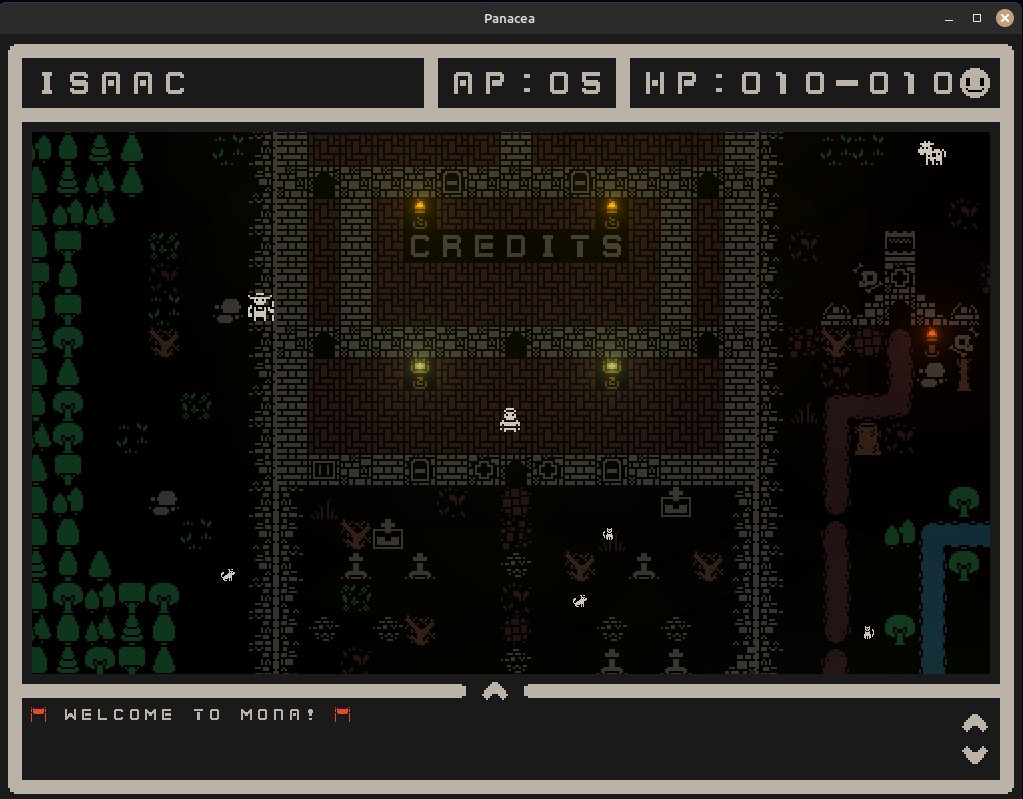 Panacea
ISAAC
AP:05
HP:010-010
CREDITS
WELCOME TO MONA!